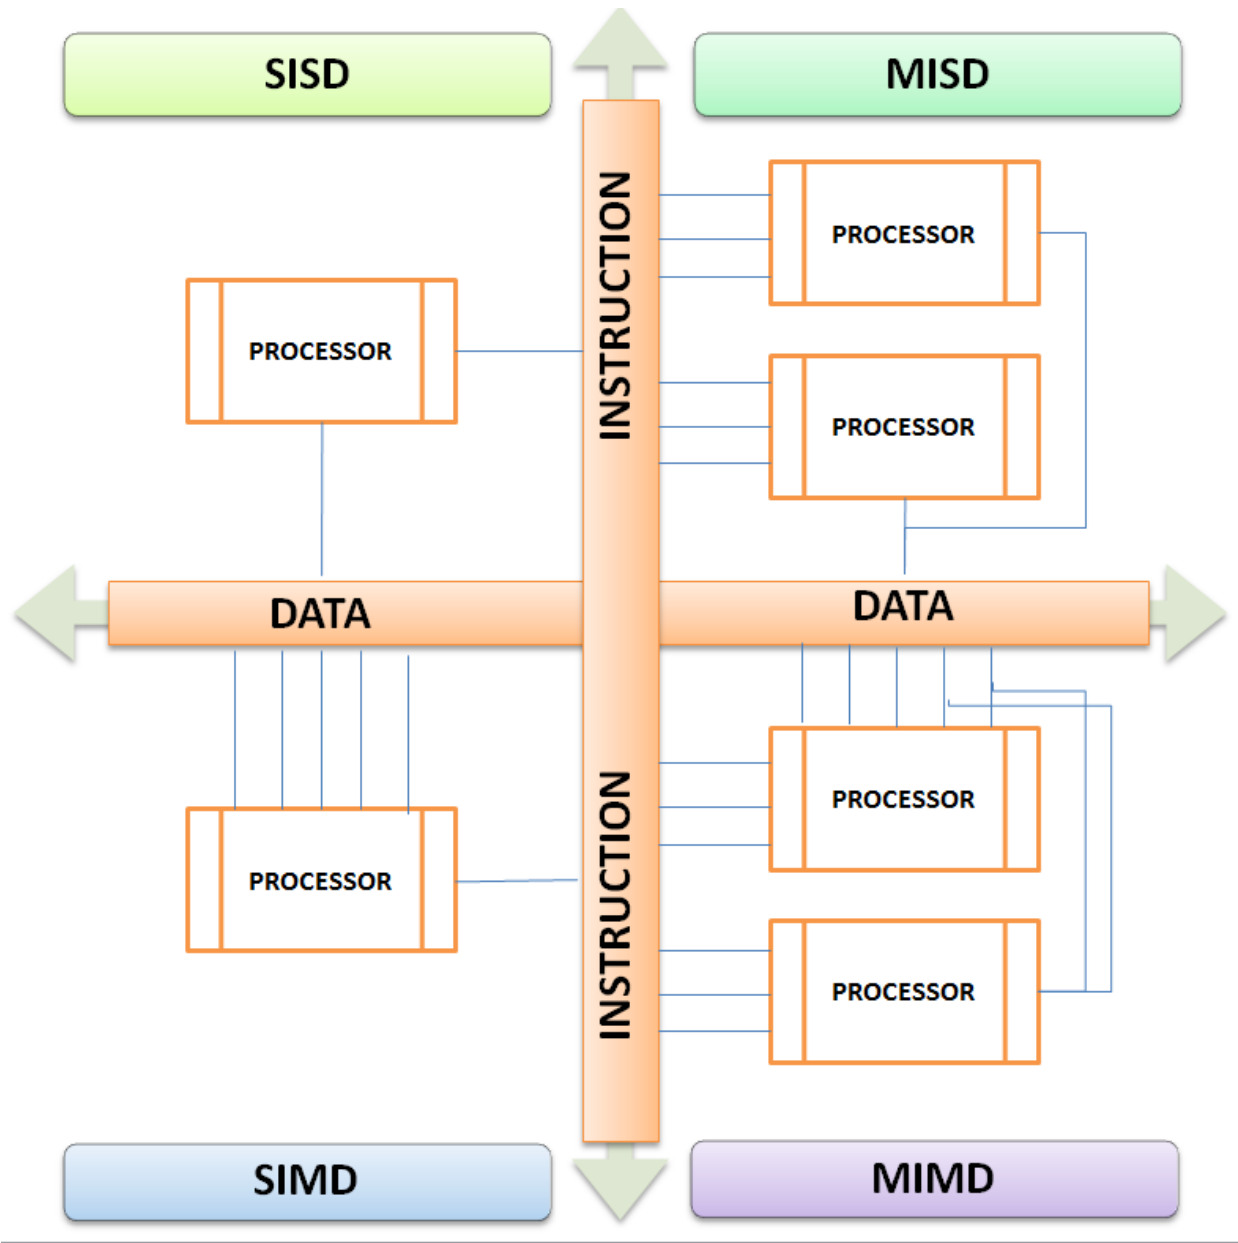 SISD
MISD
INSTRUCTION
PROCESSOR
PROCESSOR
PROCESSOR
DATA
DATA
INSTRUCTION
PROCESSOR
PROCESSOR
PROCESSOR
SIMD
MIMD